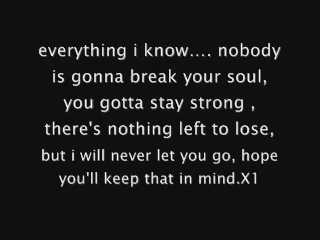 everything i know.... nobody
is gonna break your soul,
you gotta stay strong ,
there's nothing left to lose,
but i will never let you go, hope
you'll keep that in mind.X1